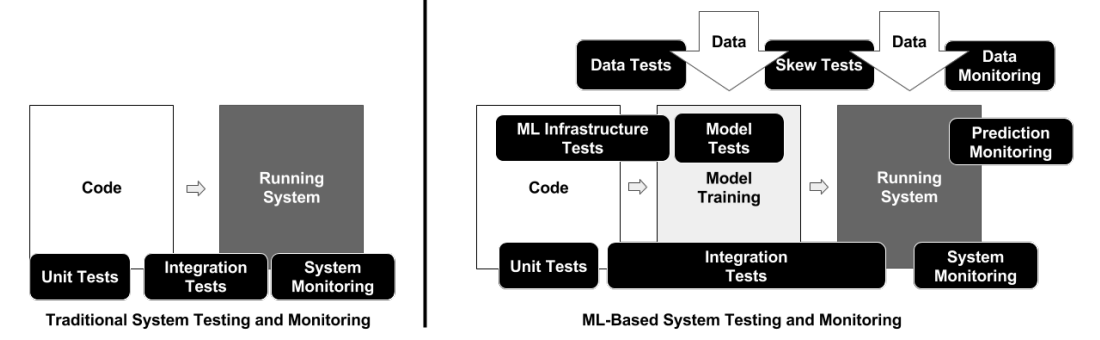 Code
Running
System
Unit Tests
Integration
Tests
System
Monitoring
Traditional System Testing and Monitoring
Data
Data
Data Tests
Skew Tests
Data
Monitoring
ML Infrastructure
Tests
Model
Tests
Prediction
Monitoring
Code
Model
Training
Running
System
Unit Tests
Integration
Tests
System
Monitoring
ML-Based System Testing and Monitoring